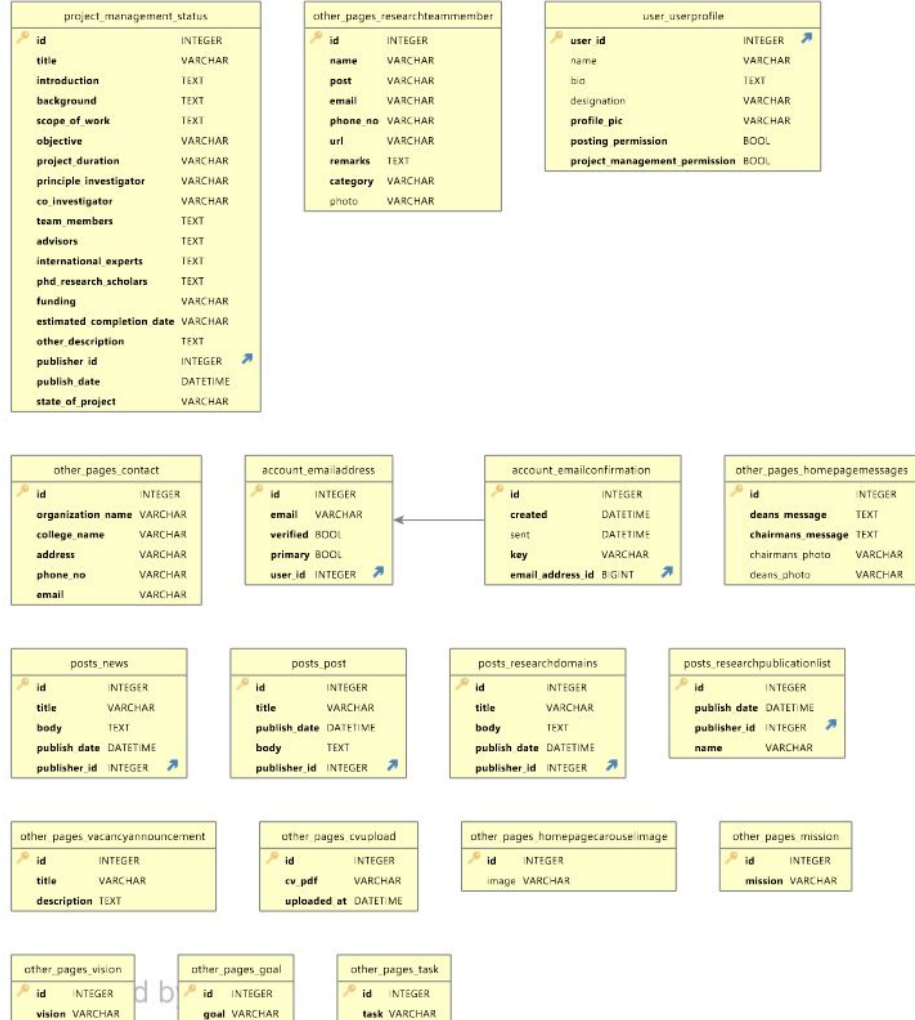 project_management_status
id INTEGER
title VARCHAR
introduction TEXT
background TEXT
scope_of_work TEXT
objective VARCHAR
project_duration VARCHAR
principle_investigator VARCHAR
co_investigator VARCHAR
team_members TEXT
advisors TEXT
international_experts TEXT
phd_research_scholars TEXT
funding VARCHAR
estimated_completion_date VARCHAR
other_description TEXT
publisher_id INTEGER
publish_date DATETIME
state_of_project VARCHAR
other_pages_researchteammember
id INTEGER
name VARCHAR
post VARCHAR
email VARCHAR
phone_no VARCHAR
url VARCHAR
remarks TEXT
category VARCHAR
photo VARCHAR
user_userprofile
user_id INTEGER
name VARCHAR
bio TEXT
designation VARCHAR
profile_pic VARCHAR
posting_permission BOOL
project_management_permission BOOL
other_pages_contact
id INTEGER
organization_name VARCHAR
college_name VARCHAR
address VARCHAR
phone_no VARCHAR
email VARCHAR
account_emailaddress
id INTEGER
email VARCHAR
verified BOOL
primary BOOL
user_id INTEGER
account_emailconfirmation
id INTEGER
created DATETIME
sent DATETIME
key VARCHAR
email_address_id BIGINT
other_pages_homepagemessages
id INTEGER
deans_message TEXT
chairmans_message TEXT
chairmans_photo VARCHAR
deans_photo VARCHAR
posts_news
id INTEGER
title VARCHAR
body TEXT
publish_date DATETIME
publisher_id INTEGER
posts_post
id INTEGER
title VARCHAR
publish_date DATETIME
body TEXT
publisher_id INTEGER
posts_researchdomains
id INTEGER
title VARCHAR
body TEXT
publish_date DATETIME
publisher_id INTEGER
posts_researchpublicationlist
id INTEGER
publish_date DATETIME
publisher_id INTEGER
name VARCHAR
other_pages_vacancyannouncement
id INTEGER
title VARCHAR
description TEXT
other_pages_cvupload
id INTEGER
cv_pdf VARCHAR
uploaded_at DATETIME
other_pages_homepagecarouselimage
id INTEGER
image VARCHAR
other_pages_mission
id INTEGER
mission VARCHAR
other_pages_vision
id INTEGER
vision VARCHAR
other_pages_goal
id INTEGER
goal VARCHAR
other_pages_task
id INTEGER
task VARCHAR